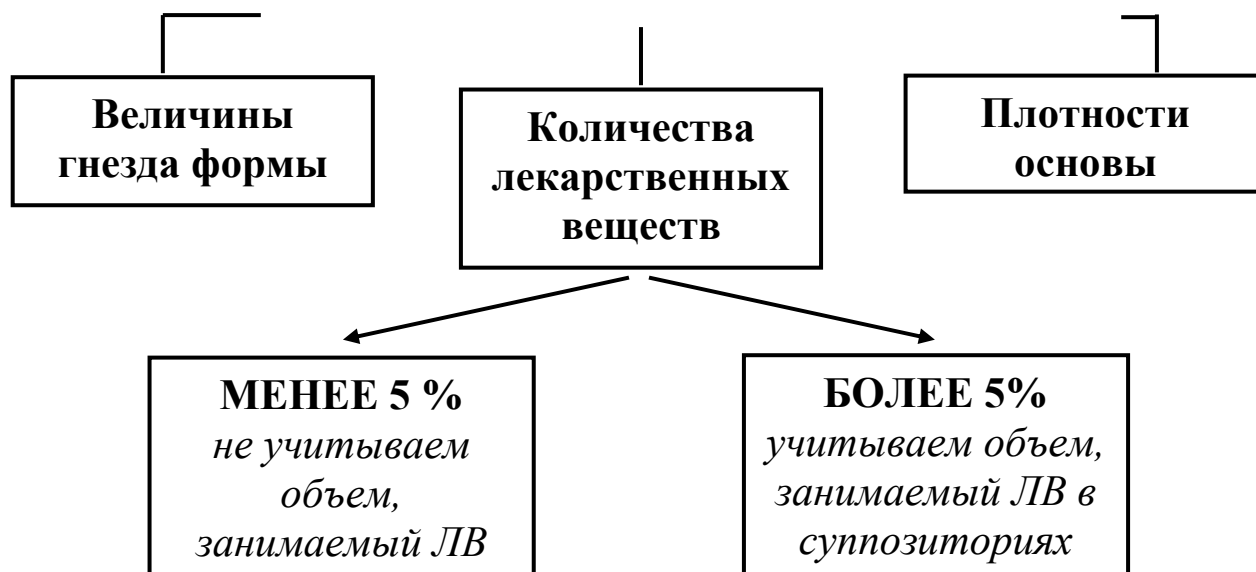 Величины
гнезда формы
Количества
лекарственных
веществ
Плотности
основы
МЕНЕЕ 5 %
не учитываем
объем,
занимаемый ЛВ
БОЛЕЕ 5%
учитываем объем,
занимаемый ЛВ в
суппозиториях